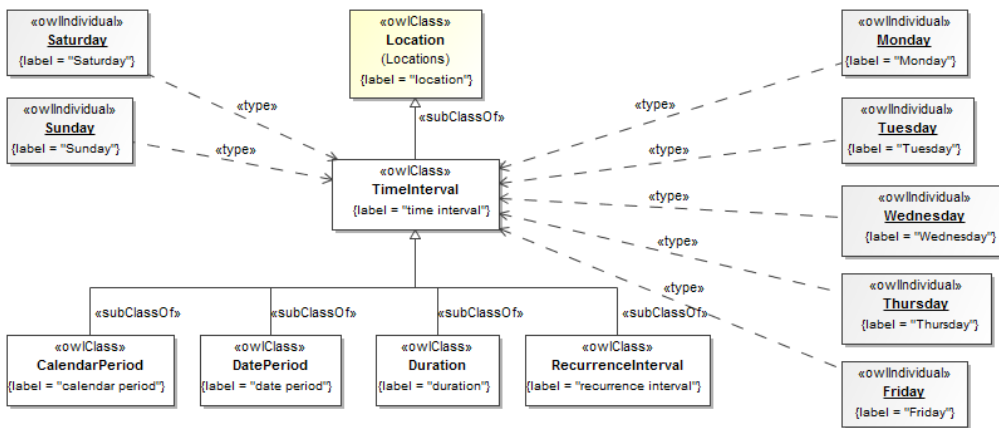 «owlIndividual»
Saturday
{label = "Saturday"}
«owlClass»
Location
(Locations)
{label = "location"}
«owlIndividual»
Monday
{label = "Monday"}
«owlIndividual»
Sunday
{label = "Sunday"}
«type»
«type»
«subClassOf»
«type»
«type»
«owlIndividual»
Tuesday
{label = "Tuesday"}
«owlClass»
TimeInterval
{label = "time interval"}
«type»
«owlIndividual»
Wednesday
{label = "Wednesday"}
«type»
«type»
«owlIndividual»
Thursday
{label = "Thursday"}
«subClassOf»
«subClassOf»
«subClassOf»
«subClassOf»
«owlClass»
CalendarPeriod
{label = "calendar period"}
«owlClass»
DatePeriod
{label = "date period"}
«owlClass»
Duration
{label = "duration"}
«owlClass»
RecurrenceInterval
{label = "recurrence interval"}
«owlIndividual»
Friday
{label = "Friday"}